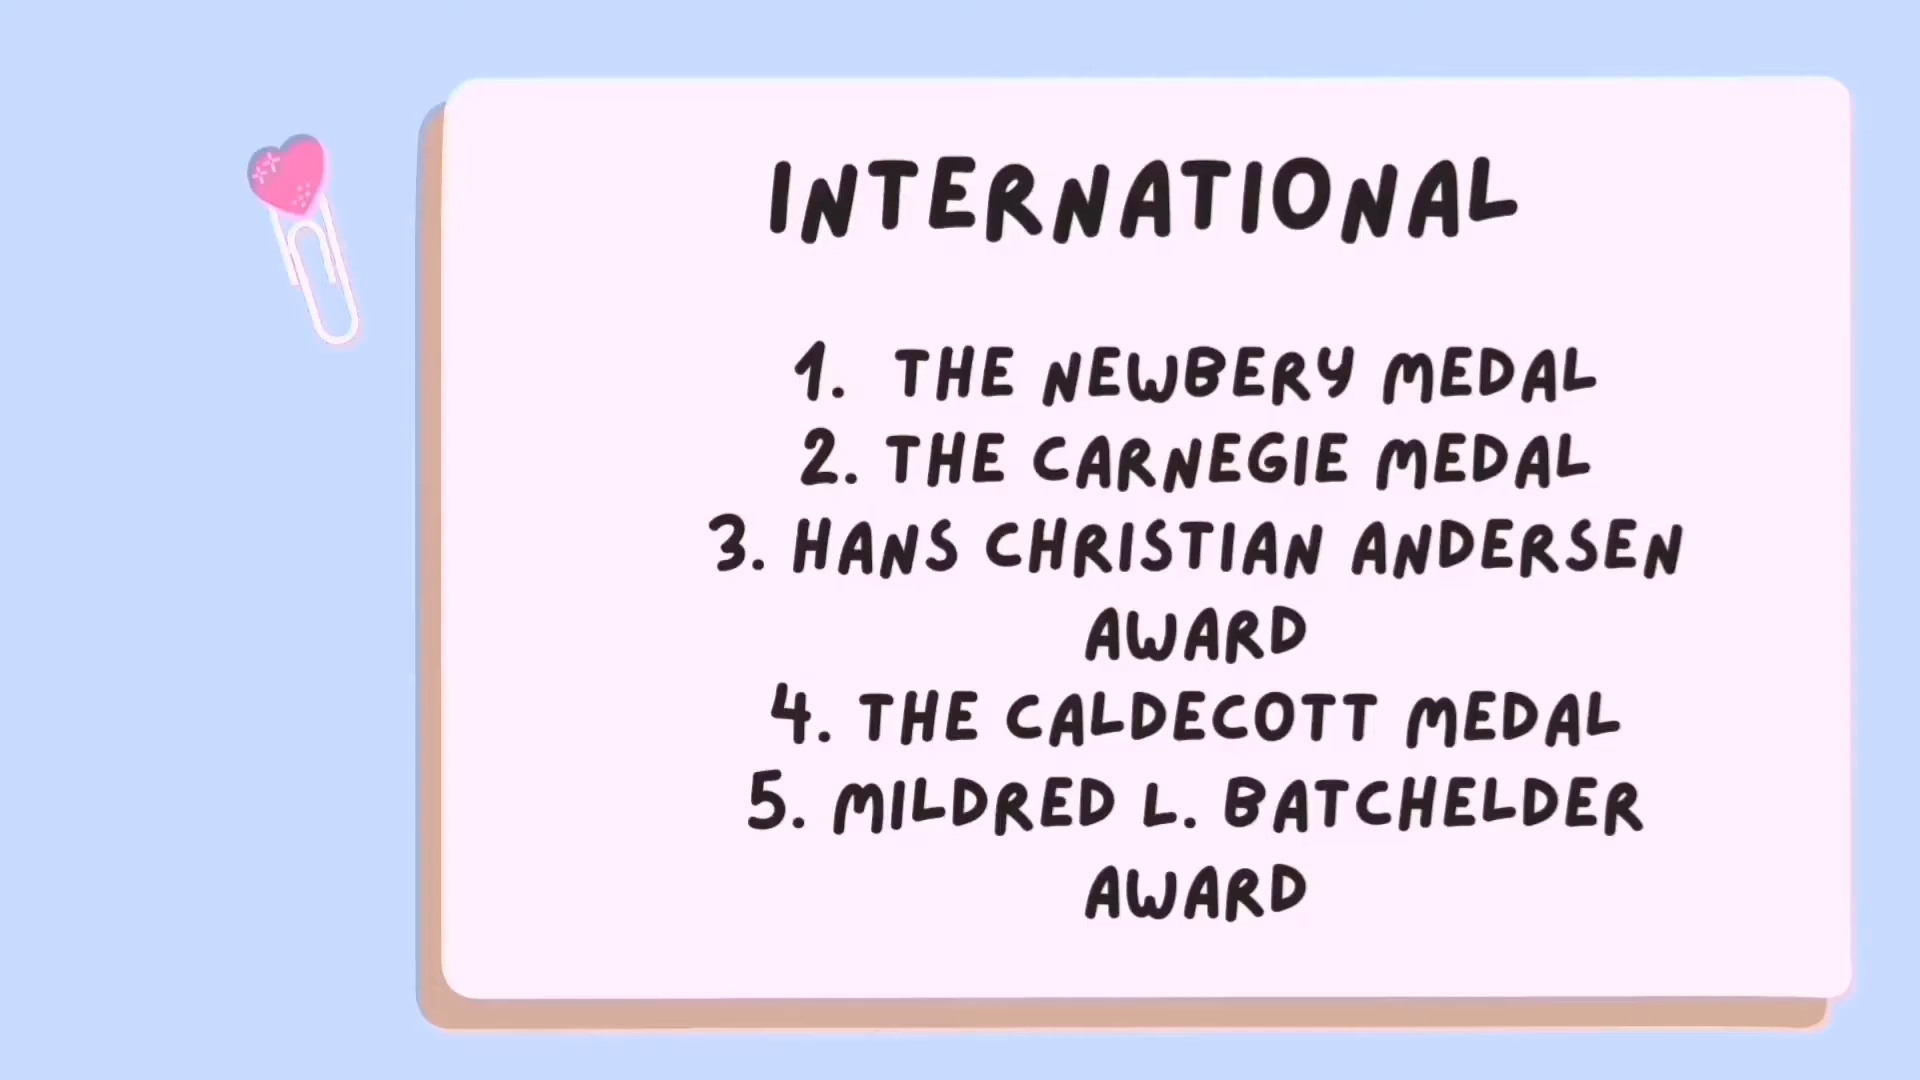 INTERNATIONAL
1. THE NEWBERY MEDAL
2. THE CARNEGIE MEDAL
3. HANS CHRISTIAN ANDERSEN
AWARD
4. THE CALDECOTT MEDAL
5. MILDRED L. BATCHELDER
AWARD